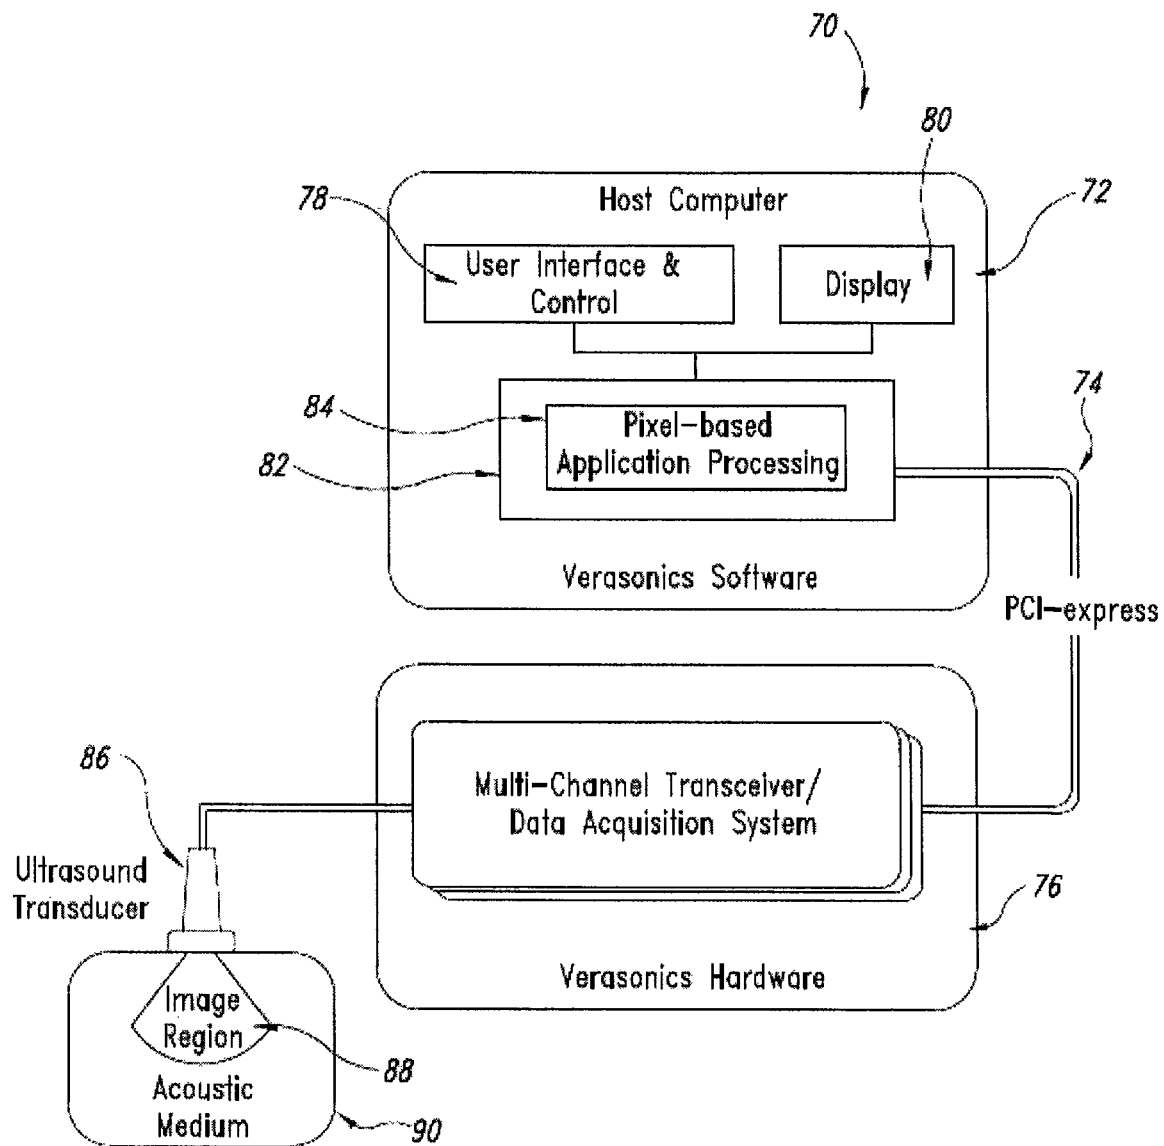 70
80
78
Host Computer
72
User Interface &
Control
Display
74
84
Pixel-based
Application Processing
82
Verasonics Software
PCI-express
86
Multi-Channel Transceiver/
Data Acquisition System
Ultrasound
Transducer
76
Verasonics Hardware
Image
Region
88
Acoustic
Medium
90